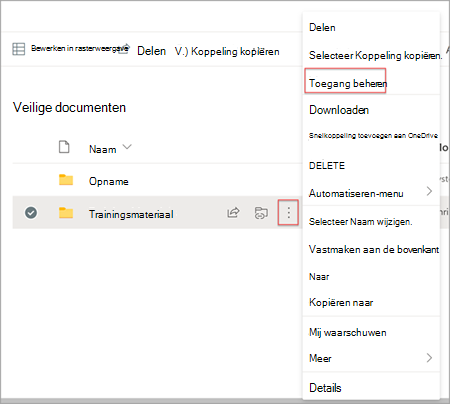 Bewerken in rasterweergave Delen V.) Koppeling kopiëren
Veilige documenten
Naam
Opname
Trainingsmateriaal
Delen
Selecteer Koppeling kopiëren.
Toegang beheren
Downloaden
Snelkoppeling toevoegen aan OneDrive
DELETE
Automatiseren-menu
Selecteer Naam wijzigen.
Vastmaken aan de bovenkant
Naar
Kopiëren naar
Mij waarschuwen
Meer
Details